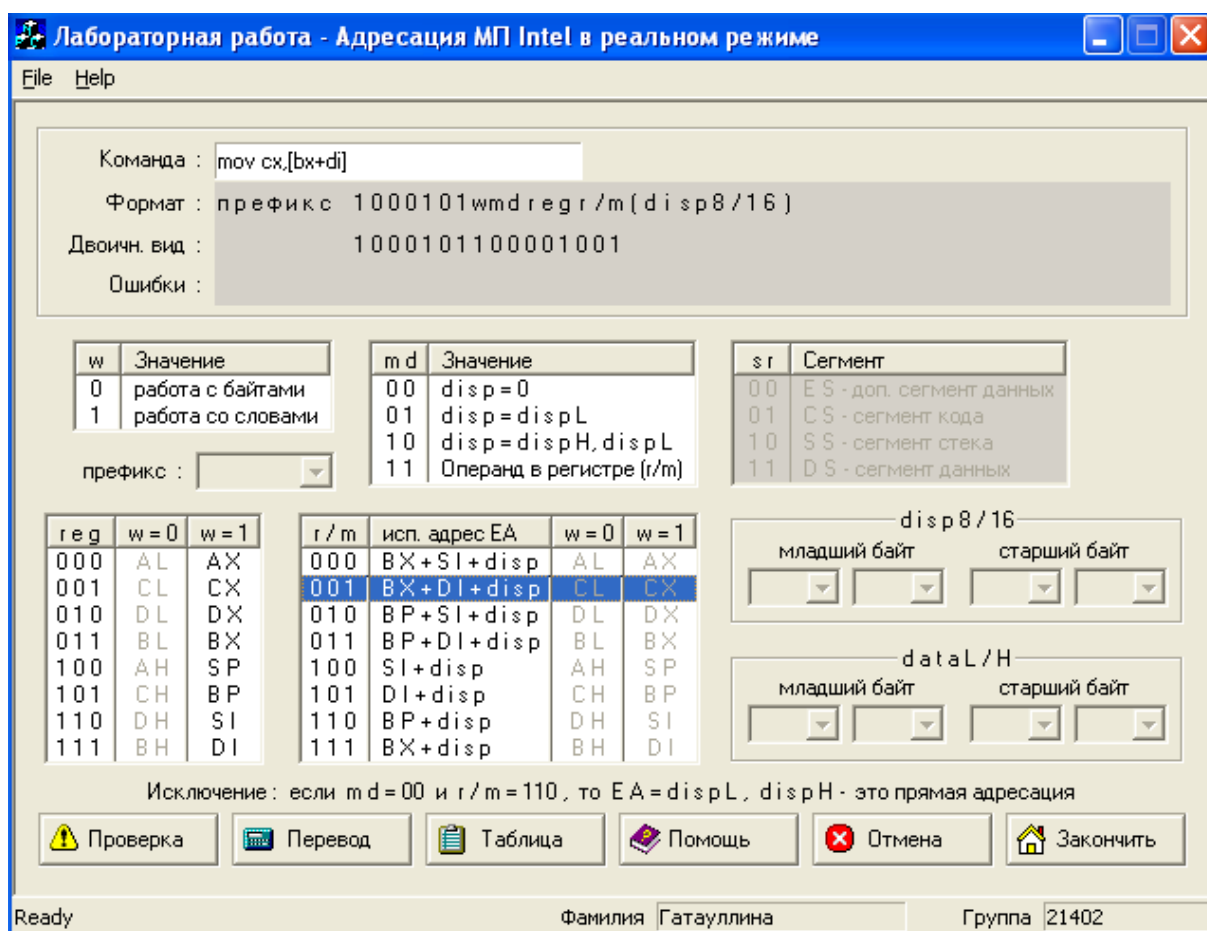 Лабораторная работа - Адресация МП Intel в реальном режиме
File Help
Команда : mov cx,[bx+di]
Формат : префикс 1000101wmdregr/m(disp8/16)
Двоичн. вид : 1000101100001001
Ошибки :
w Значение
0 работа с байтами
1 работа со словами
префикс :
md Значение
00 disp=0
01 disp=dispL
10 disp=dispH,dispL
11 Операнд в регистре (r/m)
sr Сегмент
00 ES - доп. сегмент данных
01 CS - сегмент кода
10 SS - сегмент стека
11 DS - сегмент данных
reg w=0 w=1
000 AL AX
001 CL CX
010 DL DX
011 BL BX
100 AH SP
101 CH BP
110 DH SI
111 BH DI
r/m исп. адрес EA w=0 w=1
000 BX+SI+disp AL AX
001 BX+DI+disp CL CX
010 BP+SI+disp DL DX
011 BP+DI+disp BL BX
100 SI+disp AH SP
101 DI+disp CH BP
110 BP+disp DH SI
111 BX+disp BH DI
disp8/16
младший байт старший байт
dataL/H
младший байт старший байт
Исключение : если md=00 и r/m=110, то EA=dispL, dispH - это прямая адресация
Проверка Перевод Таблица Помощь Отмена Закончить
Ready Фамилия Гатауллина Группа 21402